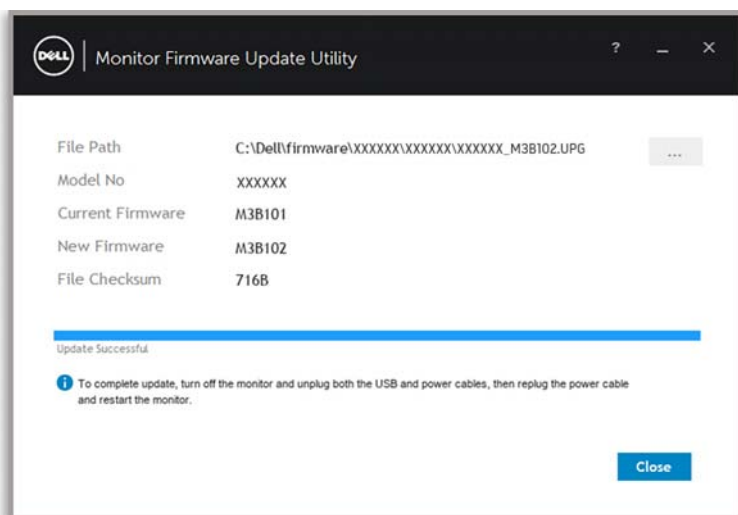 DELL Monitor Firmware Update Utility ? _ X
File Path C:\Dell\firmware\XXXXXX\XXXXXX\XXXXXX_M3B102.UPG ...
Model No XXXXXX
Current Firmware M3B101
New Firmware M3B102
File Checksum 716B
Update Successful
To complete update, turn off the monitor and unplug both the USB and power cables, then replug the power cable
and restart the monitor.
Close